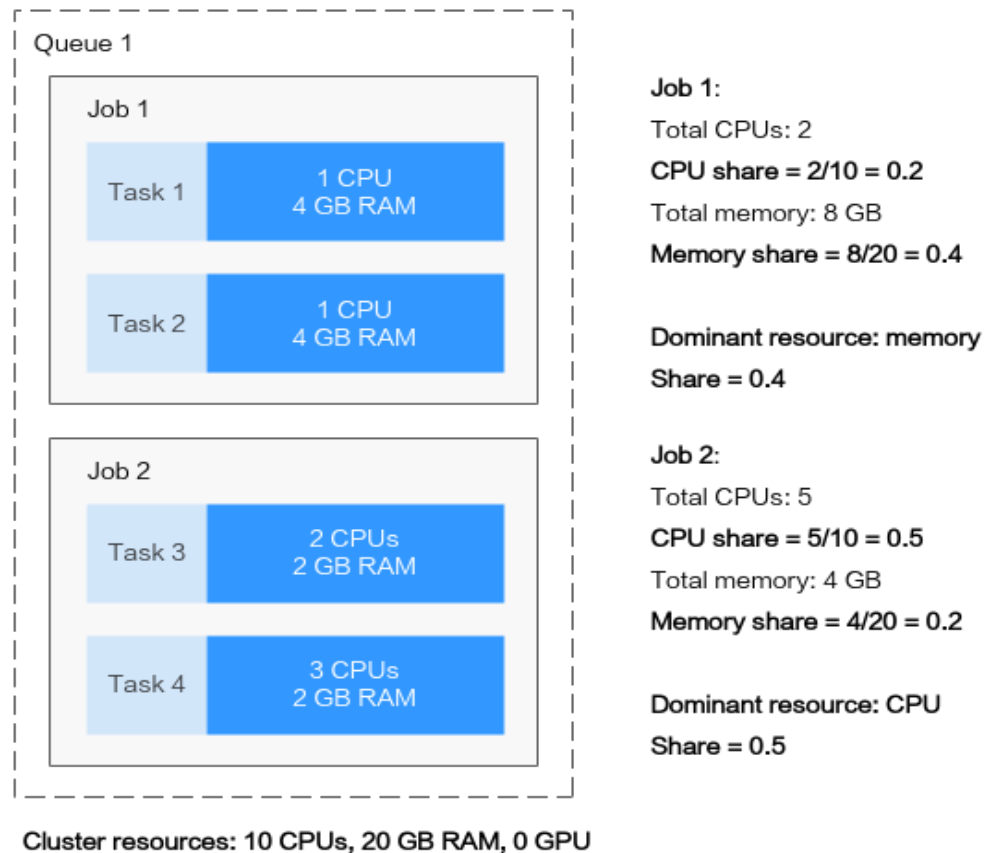 Queue 1
Job 1
Task 1
1 CPU
4 GB RAM
Task 2
1 CPU
4 GB RAM
Job 2
Task 3
2 CPUs
2 GB RAM
Task 4
3 CPUs
2 GB RAM
Job 1:
Total CPUs: 2
CPU share = 2/10 = 0.2
Total memory: 8 GB
Memory share = 8/20 = 0.4
Dominant resource: memory
Share = 0.4
Job 2:
Total CPUs: 5
CPU share = 5/10 = 0.5
Total memory: 4 GB
Memory share = 4/20 = 0.2
Dominant resource: CPU
Share = 0.5
Cluster resources: 10 CPUs, 20 GB RAM, 0 GPU